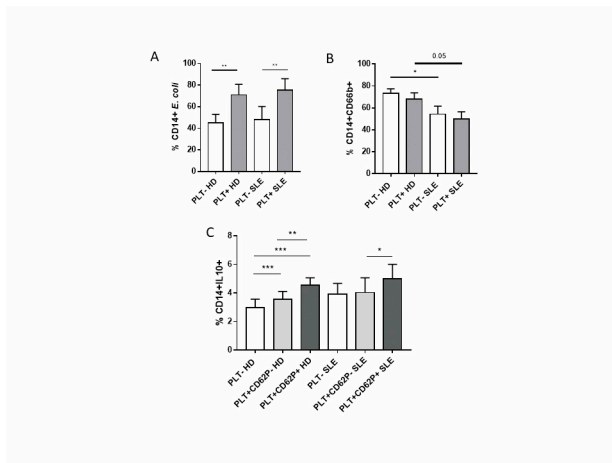 A
% CD14+ E. coli
100
80
60
40
20
0
**
**
PLT- HD
PLT+ HD
PLT- SLE
PLT+ SLE
B
% CD14+CD66b+
100
80
60
40
20
0
*
0.05
PLT- HD
PLT+ HD
PLT- SLE
PLT+ SLE
C
% CD14+IL10+
8
6
4
2
0
***
***
**
*
PLT- HD
PLT+CD62P- HD
PLT+CD62P+ HD
PLT- SLE
PLT+CD62P- SLE
PLT+CD62P+ SLE